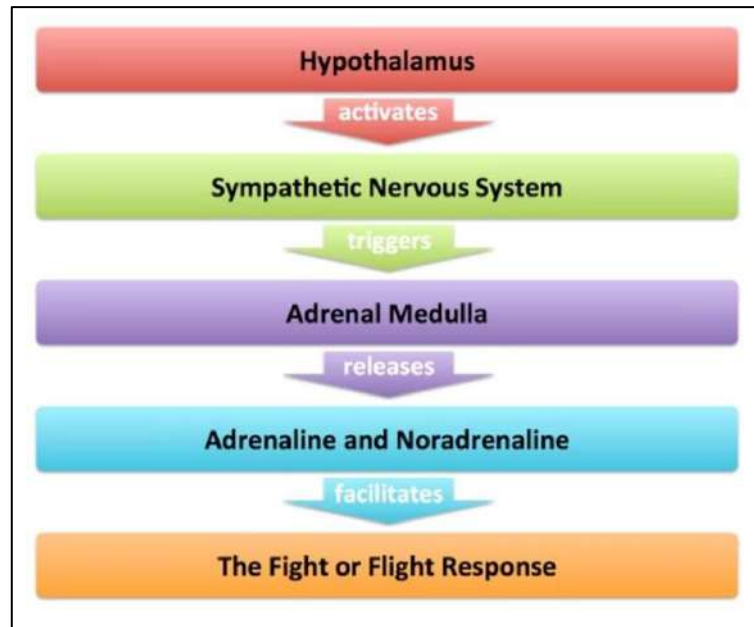 Hypothalamus
activates
Sympathetic Nervous System
triggers
Adrenal Medulla
releases
Adrenaline and Noradrenaline
facilitates
The Fight or Flight Response